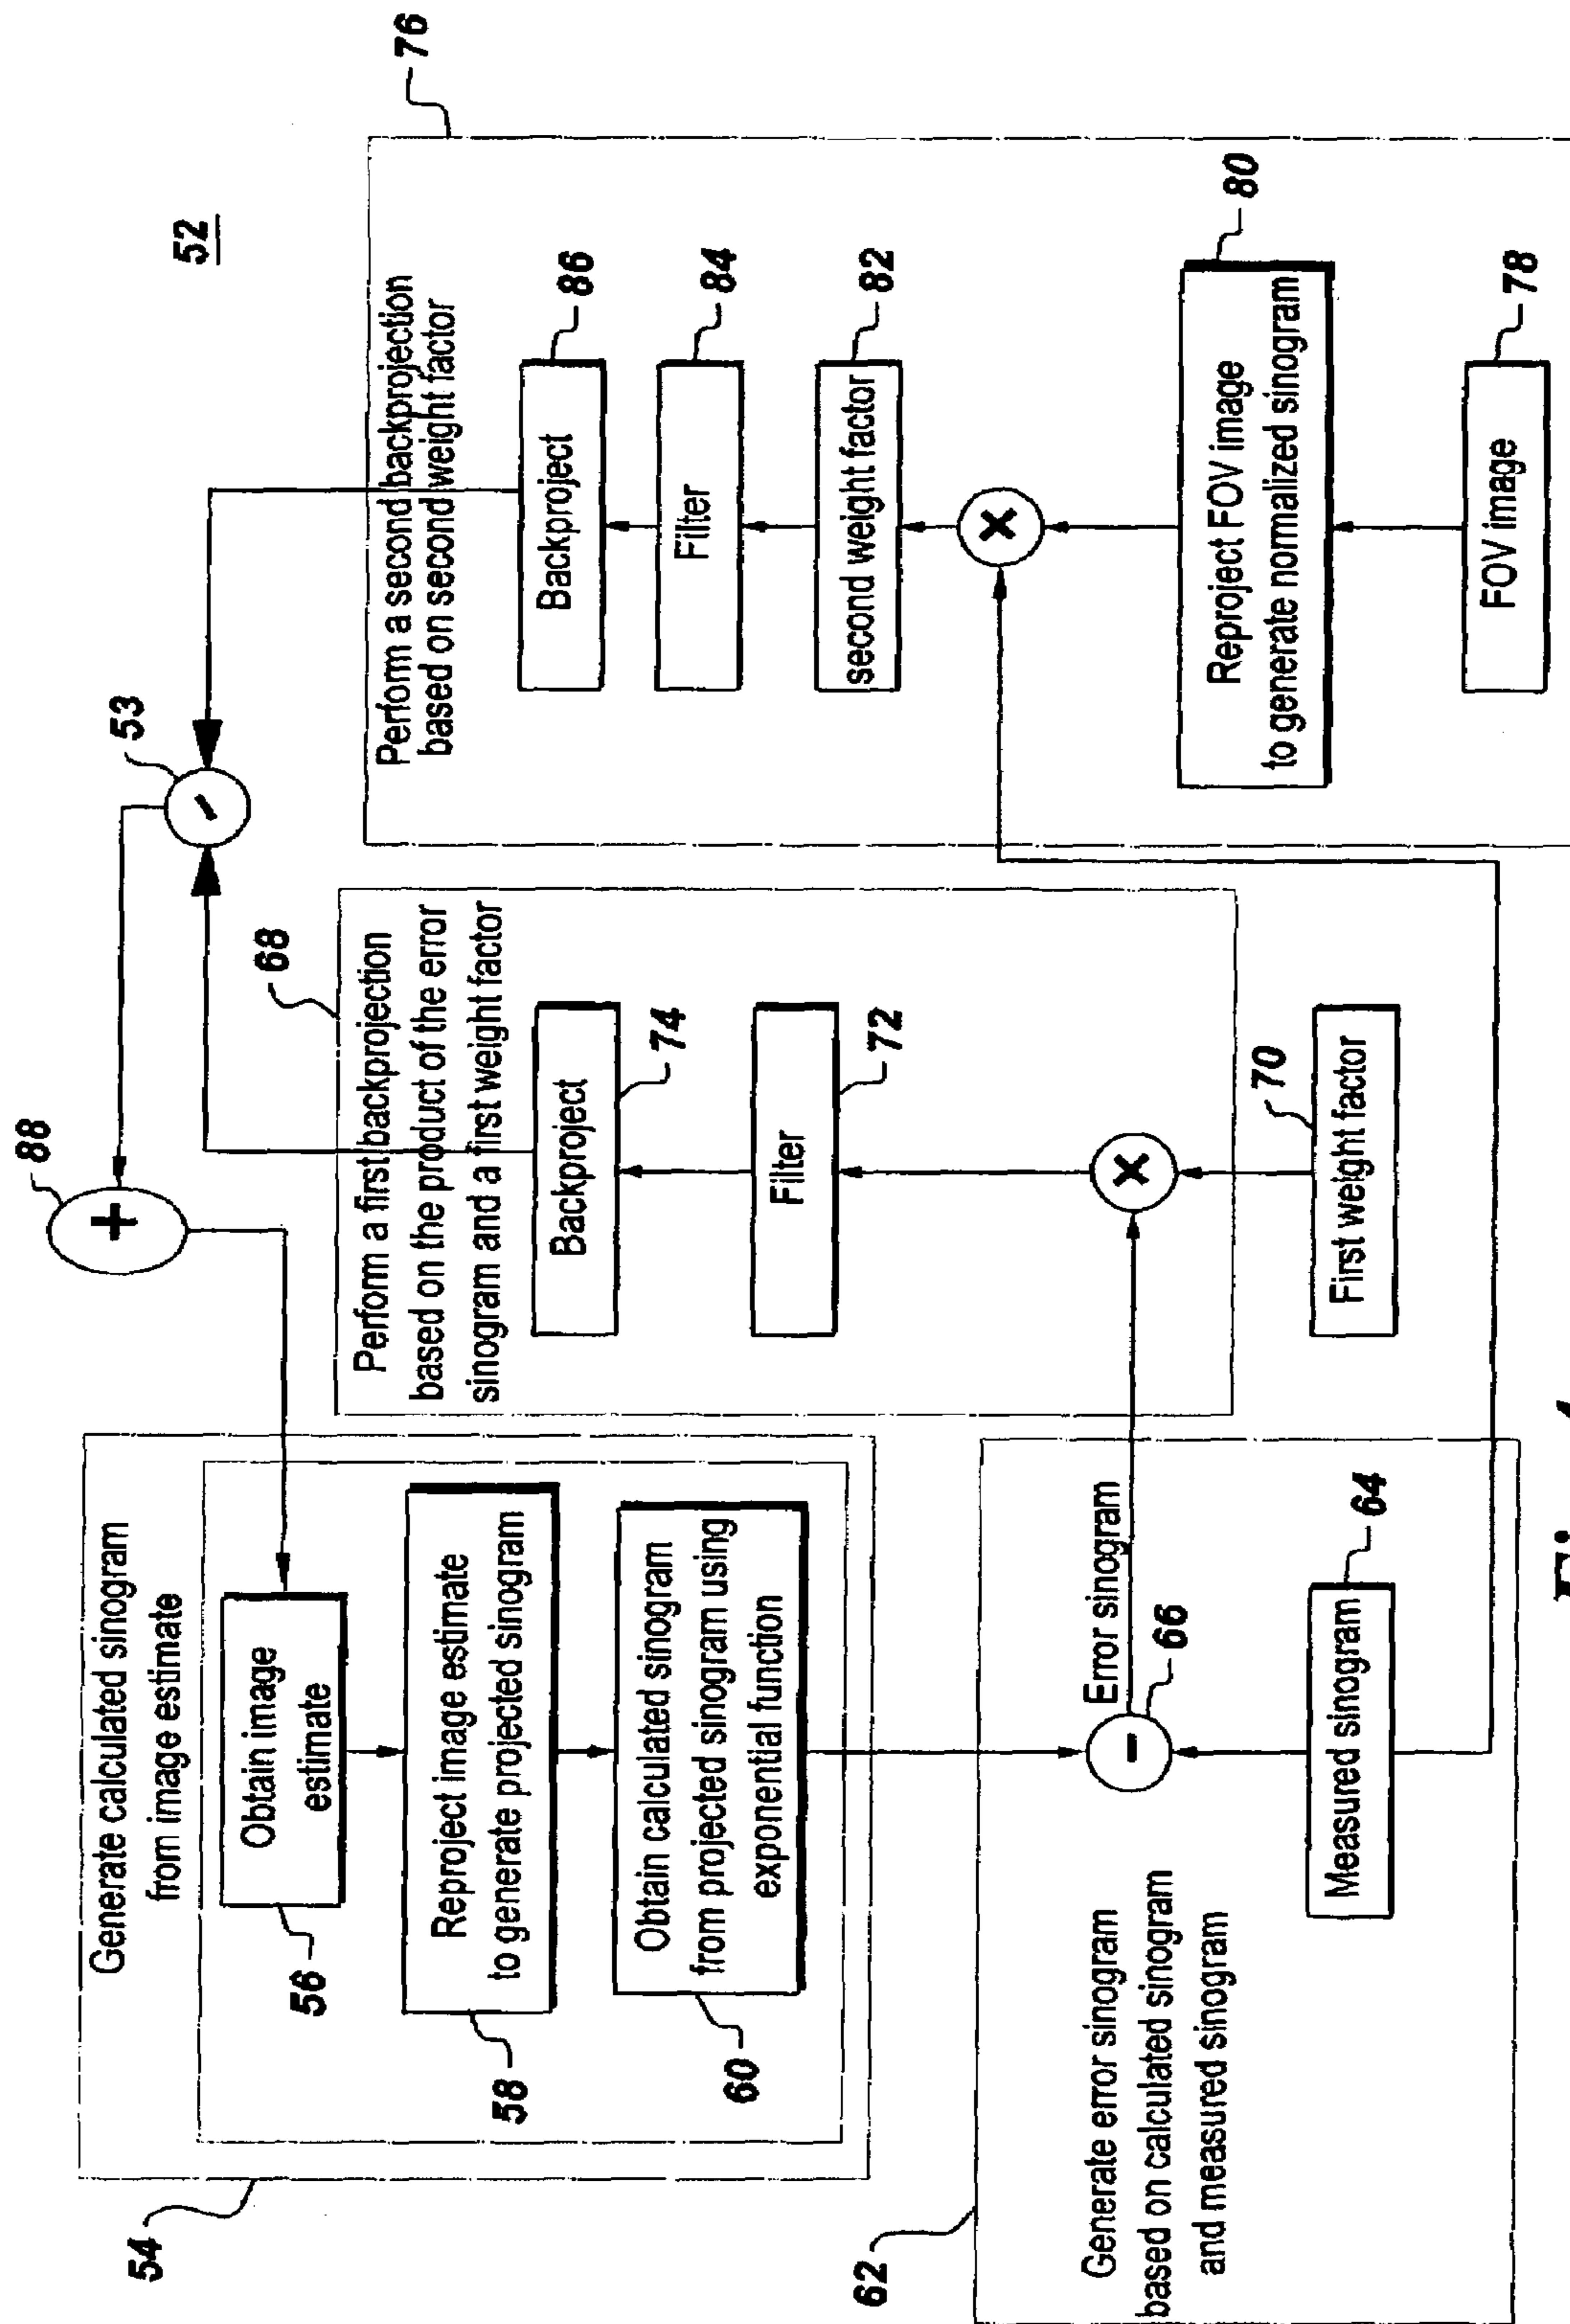 52
88
+
53
54
Generate calculated sinogram
from image estimate
Obtain image
estimate
56
Reproject image estimate
to generate projected sinogram
58
Obtain calculated sinogram
from projected sinogram using
exponential function
60
62
Generate error sinogram
based on calculated sinogram
and measured sinogram
-
66
Error sinogram
Measured sinogram
64
68
Perform a first backprojection
based on the product of the error
sinogram and a first weight factor
Backproject
74
Filter
72
×
First weight factor
70
76
Perform a second backprojection
based on second weight factor
Backproject
86
Filter
84
second weight factor
82
×
Reproject FOV image
to generate normalized sinogram
80
FOV image
78